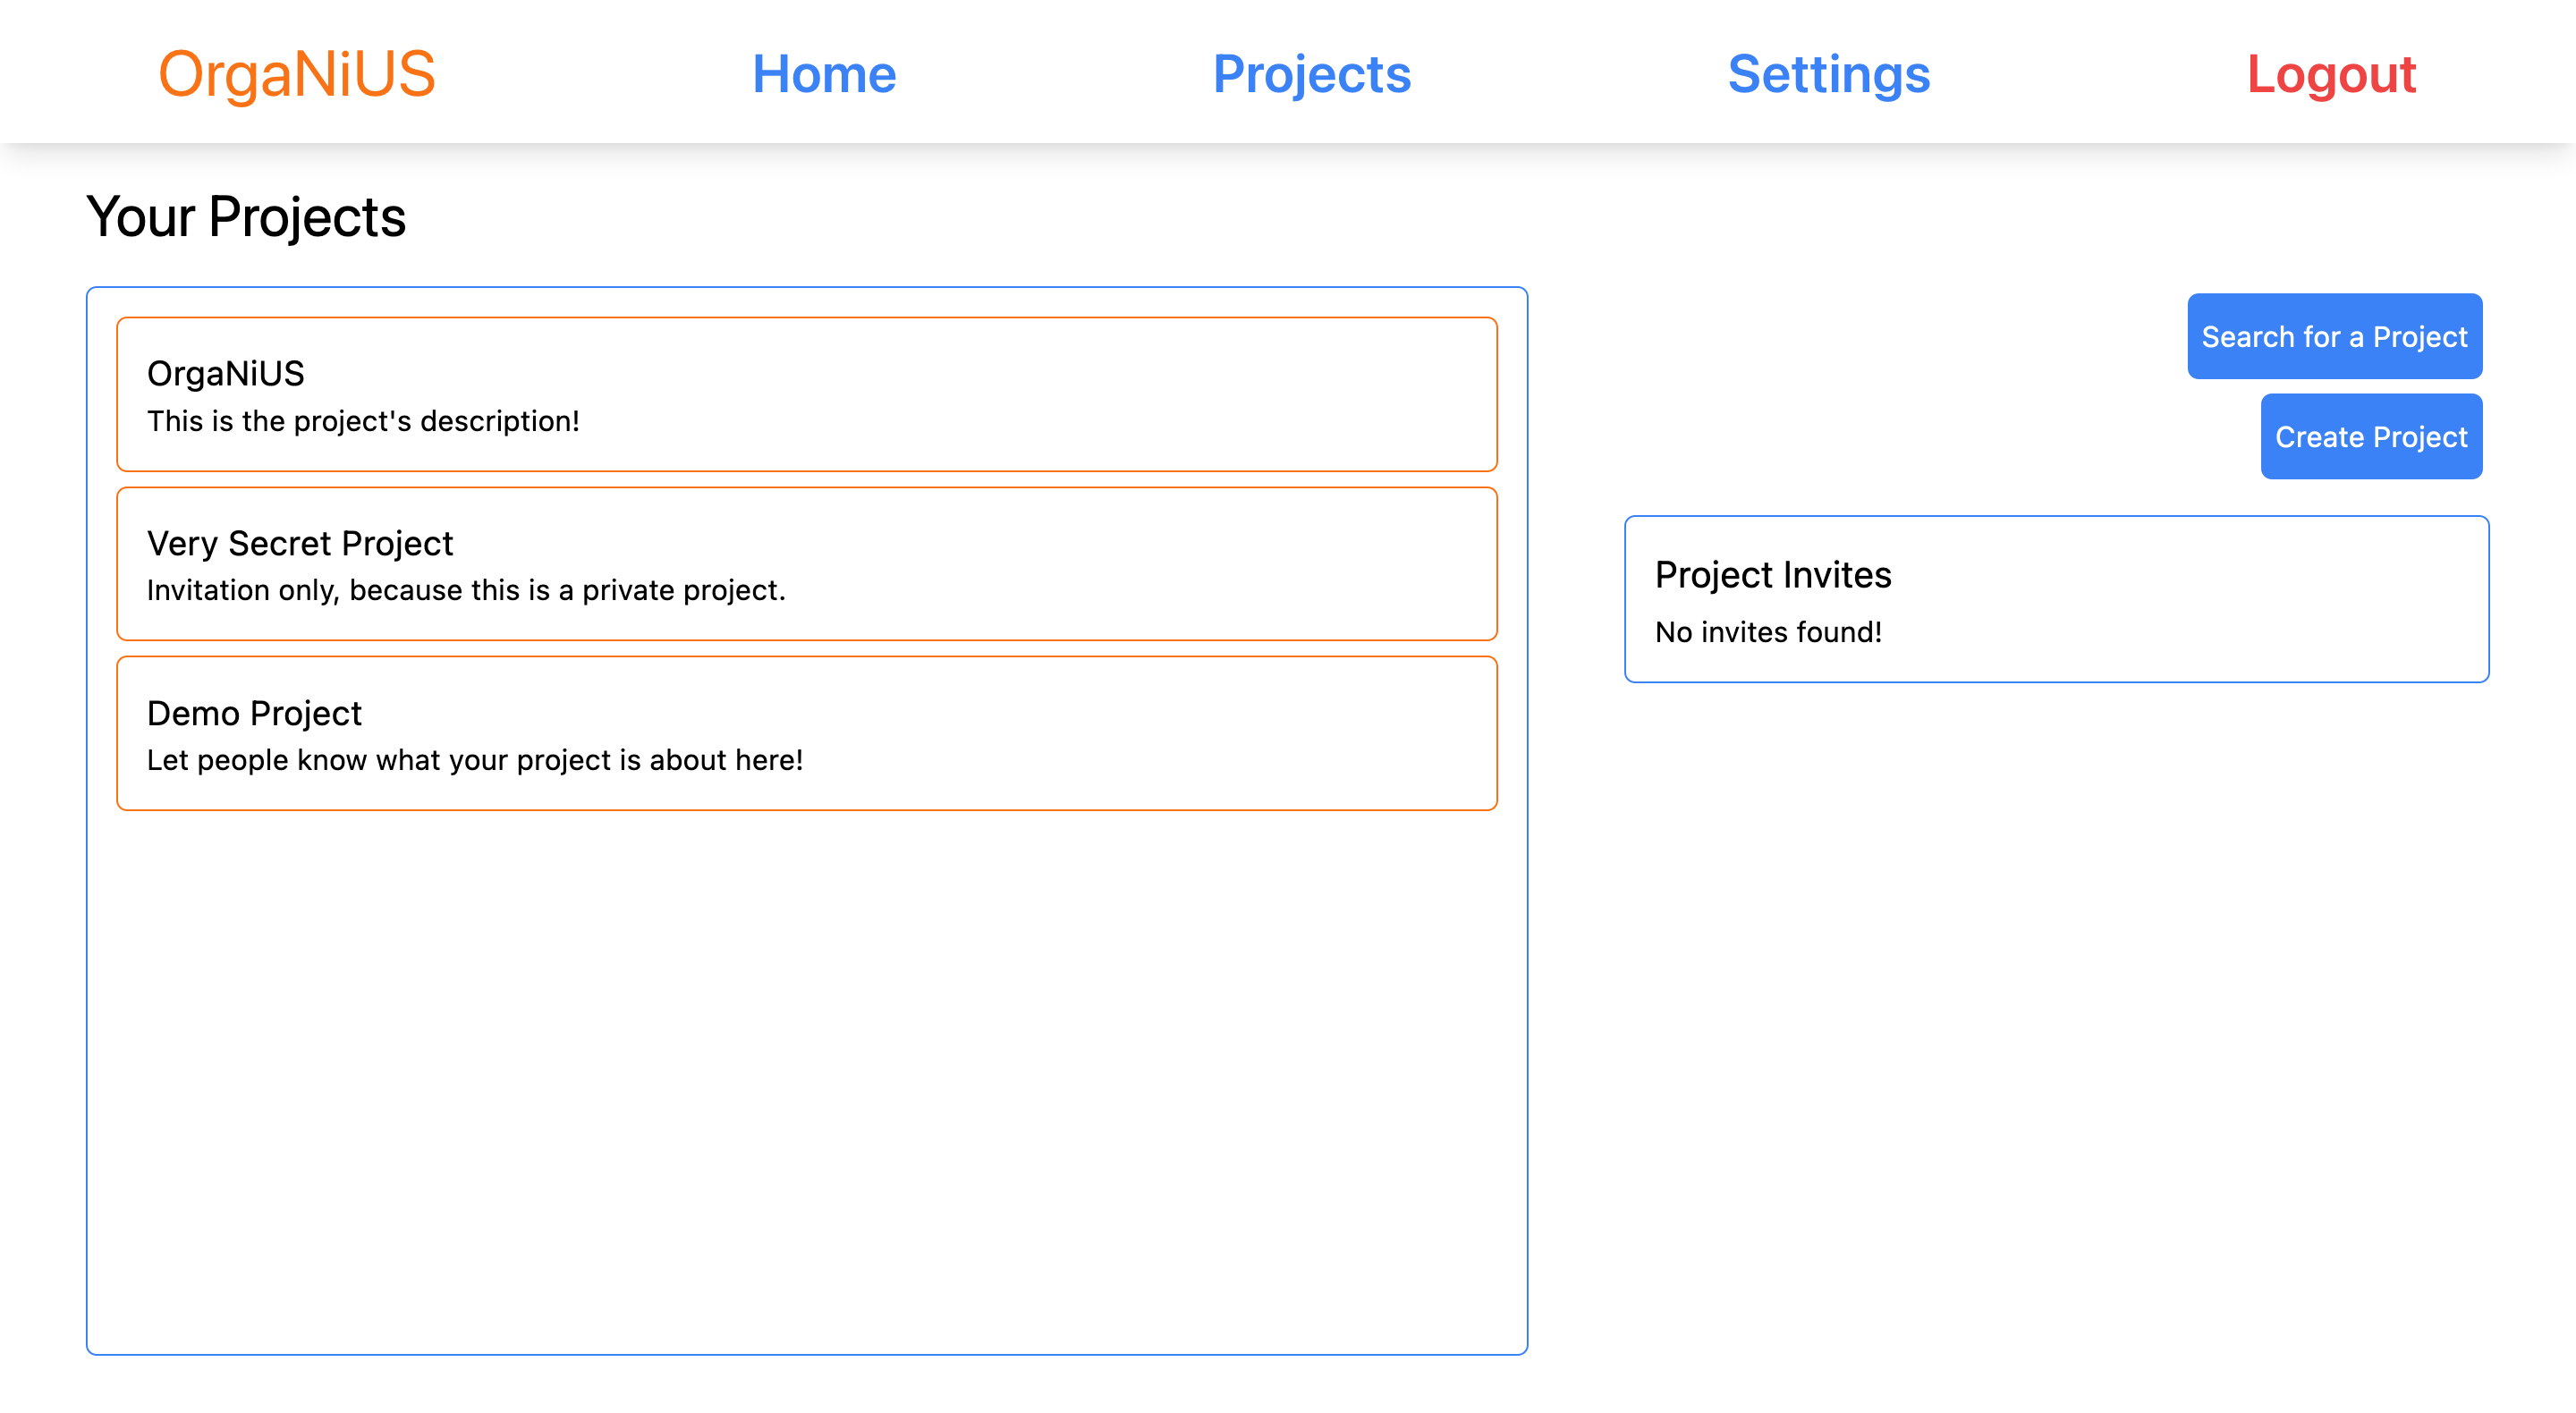 OrgaNiUS
Home
Projects
Settings
Logout
Your Projects
OrgaNiUS
This is the project's description!
Very Secret Project
Invitation only, because this is a private project.
Demo Project
Let people know what your project is about here!
Search for a Project
Create Project
Project Invites
No invites found!